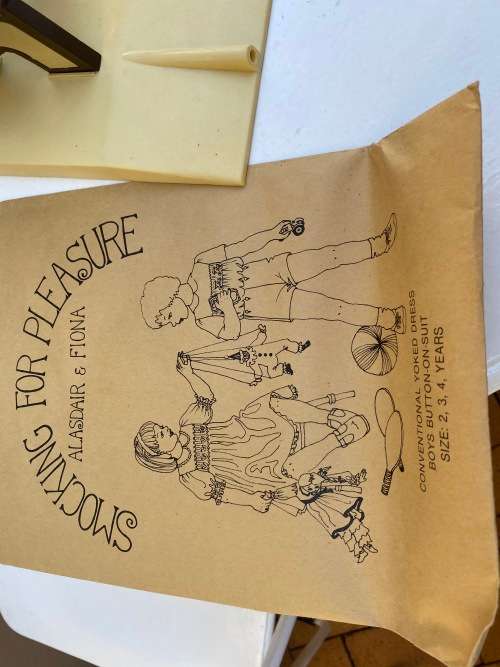 SMOCKING FOR PLEASURE
ALASDAIR & FIONA
CONVENTIONAL YOKED DRESS
BOYS BUTTON-ON-SUIT
SIZE: 2, 3, 4, YEARS